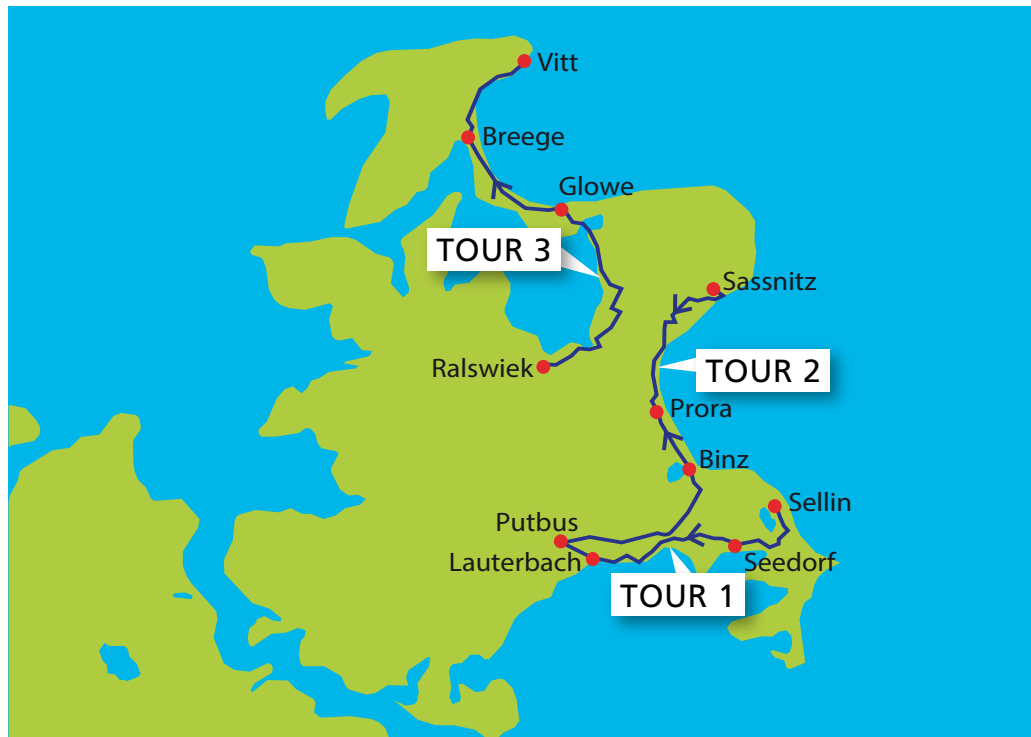 Vitt
Breege
Glowe
TOUR 3
Sassnitz
Ralswiek
TOUR 2
Prora
Binz
Sellin
Putbus
Lauterbach
Seedorf
TOUR 1